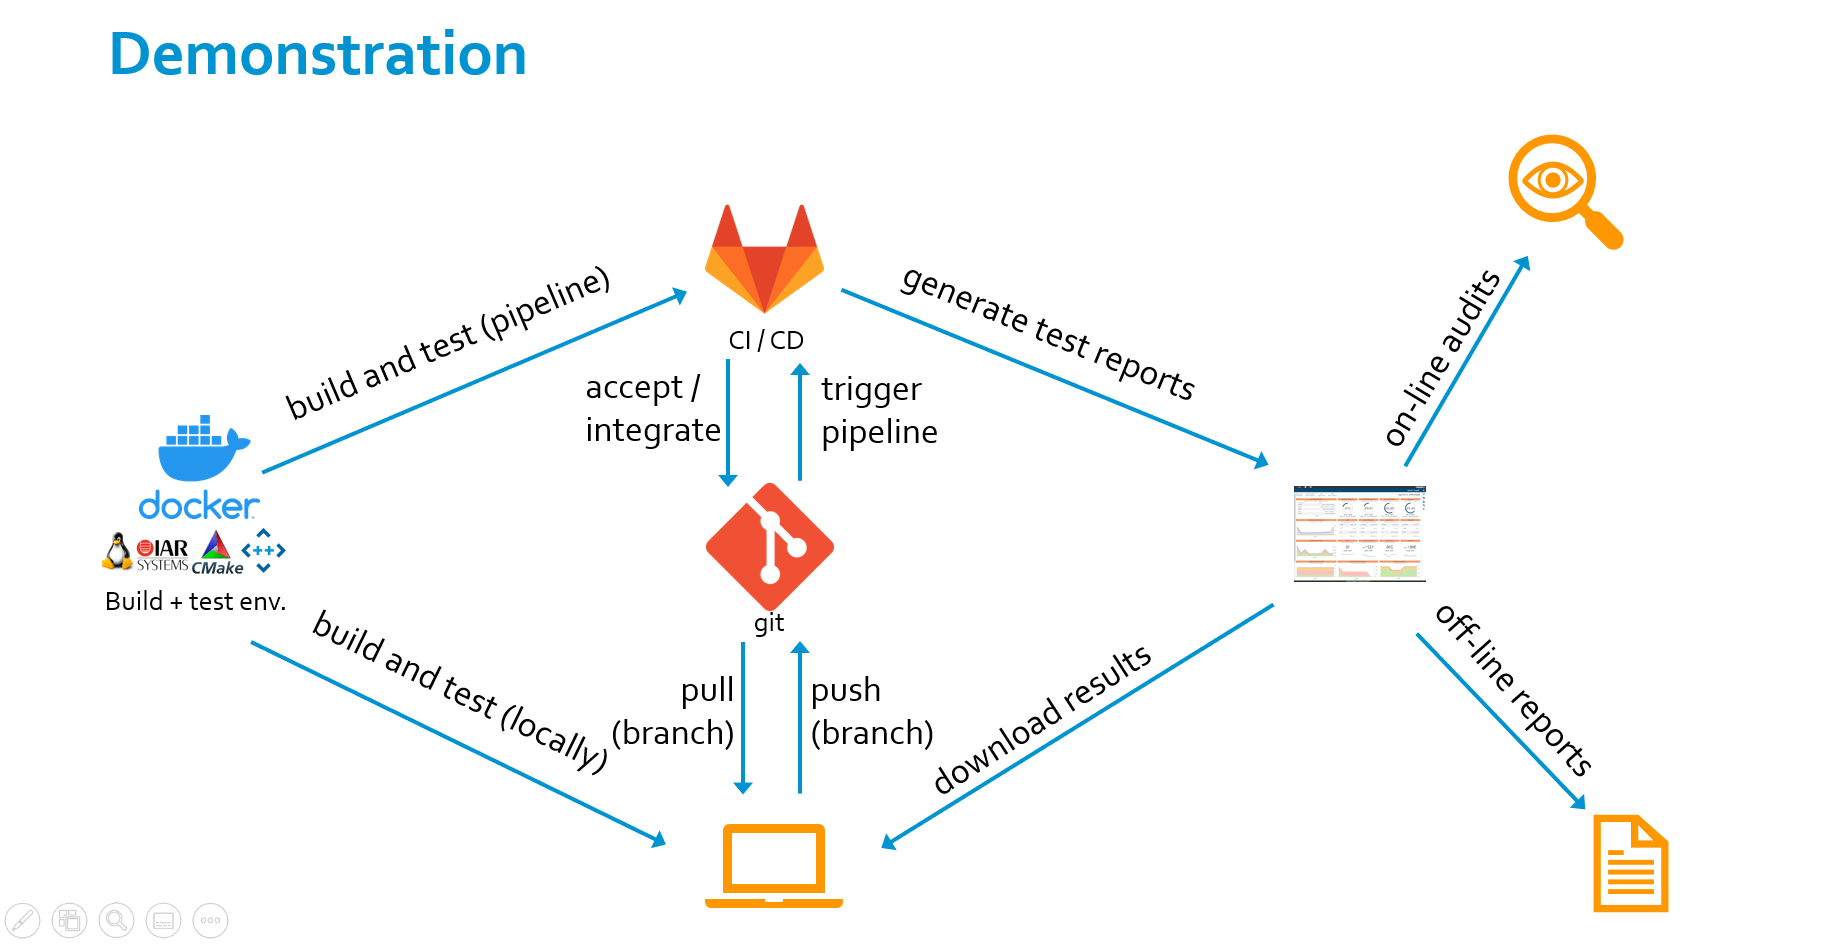 Demonstration
build and test (pipeline)
CI / CD
generate test reports
on-line audits
accept /
integrate
trigger
pipeline
docker
IAR
SYSTEMS
CMake
++
Build + test env.
git
build and test (locally)
pull
(branch)
push
(branch)
download results
off-line reports